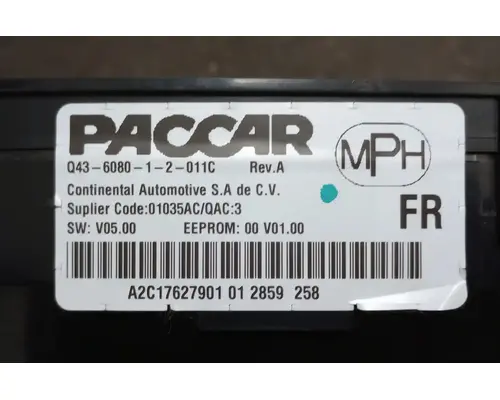 PACCAR
MPH
Q43-6080-1-2-011C Rev.A
Continental Automotive S.A de C.V.
Suplier Code:01035AC/QAC:3
FR
SW: V05.00 EEPROM: 00 V01.00
A2C17627901 01 2859 258